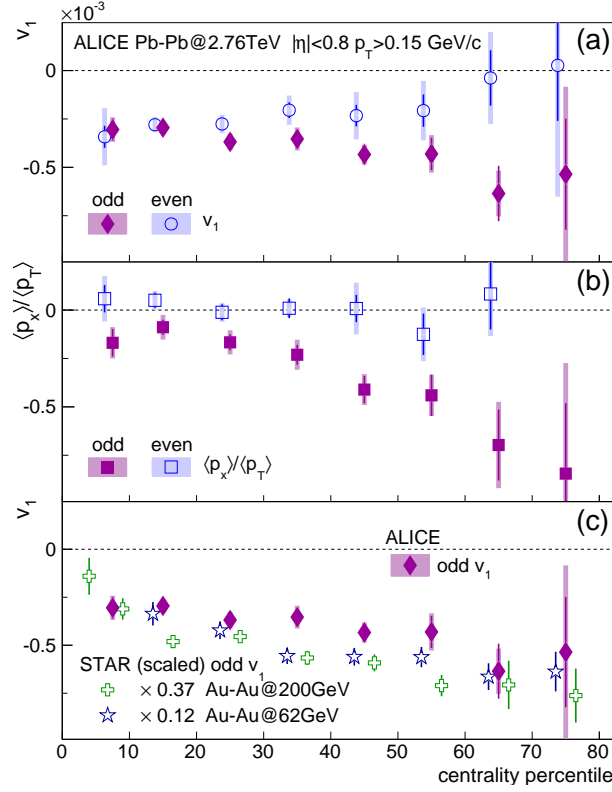 ×10⁻³
v₁
ALICE Pb-Pb@2.76TeV |η|<0.8 p_T>0.15 GeV/c
(a)
0
-0.5
odd even
v₁
⟨p_x⟩/⟨p_T⟩
(b)
0
-0.5
odd even
⟨p_x⟩/⟨p_T⟩
v₁
(c)
ALICE
odd v₁
0
-0.5
STAR (scaled) odd v₁
× 0.37 Au-Au@200GeV
× 0.12 Au-Au@62GeV
0 10 20 30 40 50 60 70 80
centrality percentile